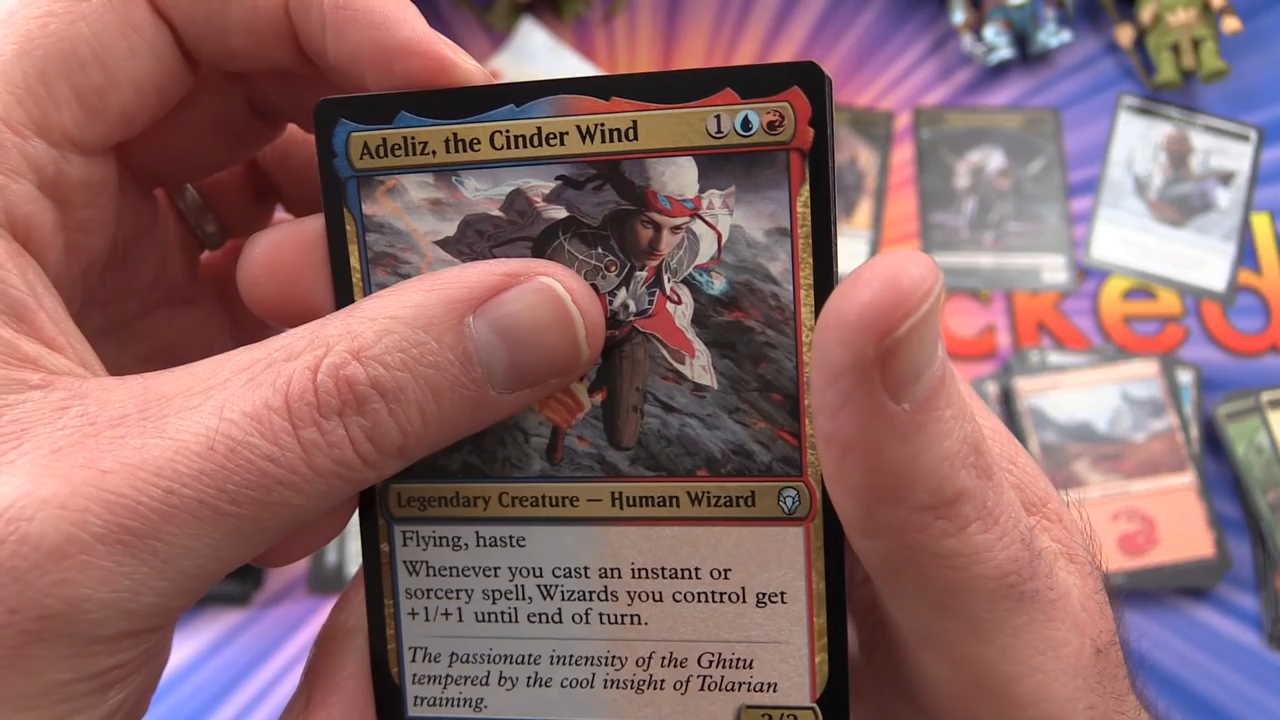 Adeliz, the Cinder Wind 1
Legendary Creature — Human Wizard
Flying, haste
Whenever you cast an instant or
sorcery spell, Wizards you control get
+1/+1 until end of turn.
The passionate intensity of the Ghitu
tempered by the cool insight of Tolarian
training.
cked